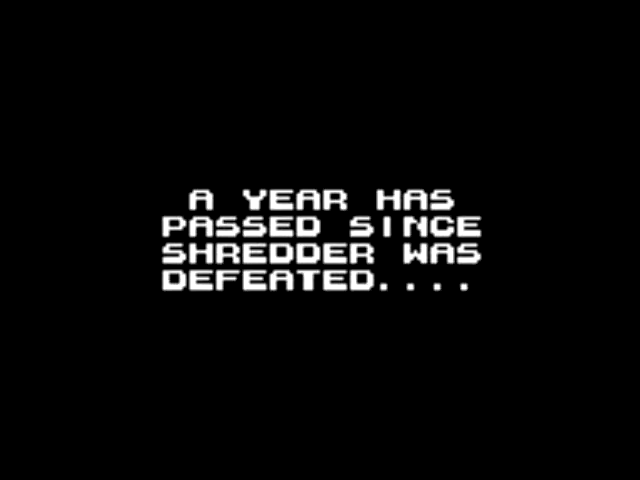 A YEAR HAS
PASSED SINCE
SHREDDER WAS
DEFEATED....